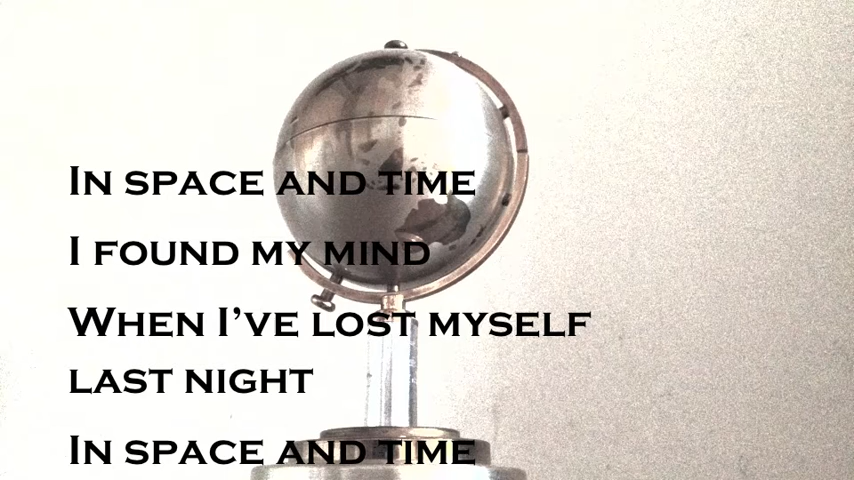 In space and time
I found my mind
When I've lost myself
last night
In space and time